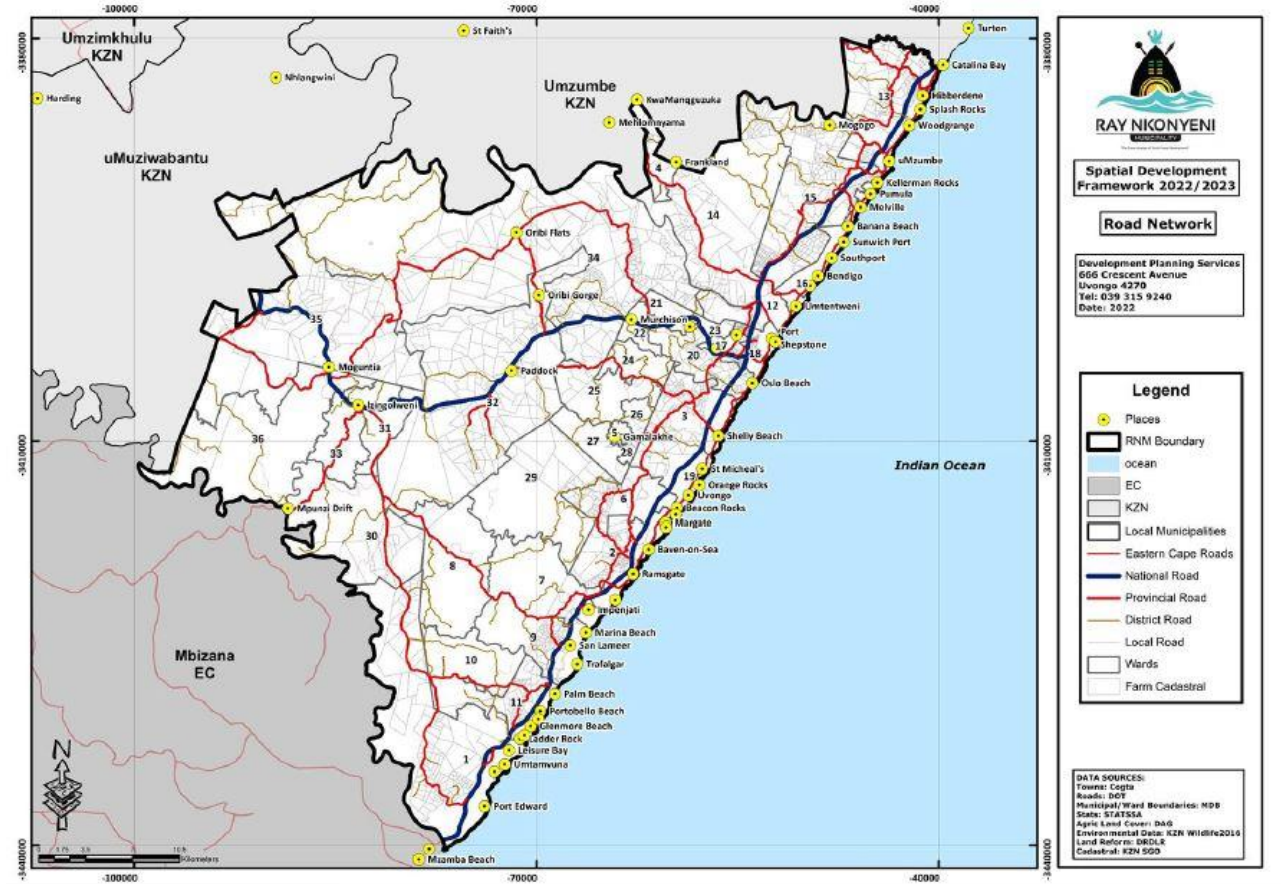 -100000
-70000
-40000
-3380000
-3380000
Umzimkhulu
KZN
St Faith's
Turton
Harding
Nhlangwini
Catalina Bay
Umzumbe
KZN
KwaManqguzuka
Mehlomnyama
13
Hibberdene
Splash Rocks
Mogogo
Woodgrange
uMuziwabantu
KZN
Frankland
4
uMzumbe
Kellerman Rocks
Pumula
15
Melville
14
Banana Beach
Oribi Flats
Sunwich Port
34
Southport
Bendigo
16
Oribi Gorge
21
12
Umtentweni
35
Murchison
22
23
Port
Shepstone
17
20
18
24
Moguntia
Paddock
25
Oslo Beach
Izingolweni
32
26
3
31
5
Gamalakhe
Shelly Beach
36
27
28
33
-3410000
-3410000
Indian Ocean
29
St Micheal's
19
Orange Rocks
6
Uvongo
Mpunzi Drift
Beacon Rocks
Margate
30
2
Baven-on-Sea
8
7
Ramsgate
Impenjati
9
Marina Beach
San Lameer
Mbizana
EC
10
Trafalgar
Palm Beach
11
Portobello Beach
Glenmore Beach
Ladder Rock
1
Leisure Bay
Umtamvuna
N
Port Edward
Mzamba Beach
Kilometers
-3440000
-3440000
-100000
-70000
-40000
RAY NKONYENI
MUNICIPALITY
Spatial Development
Framework 2022/2023
Road Network
Development Planning Services
666 Crescent Avenue
Uvongo 4270
Tel: 039 315 9240
Date: 2022
Legend
Places
RNM Boundary
ocean
EC
KZN
Local Municipalities
Eastern Cape Roads
National Road
Provincial Road
District Road
Local Road
Wards
Farm Cadastral
DATA SOURCES:
Towns: Cogta
Roads: DOT
Municipal/Ward Boundaries: MDB
Stats: STATSSA
Agric Land Cover: DAG
Environmental Data: KZN Wildlife2016
Land Reform: DRDLR
Cadastral: KZN SGO